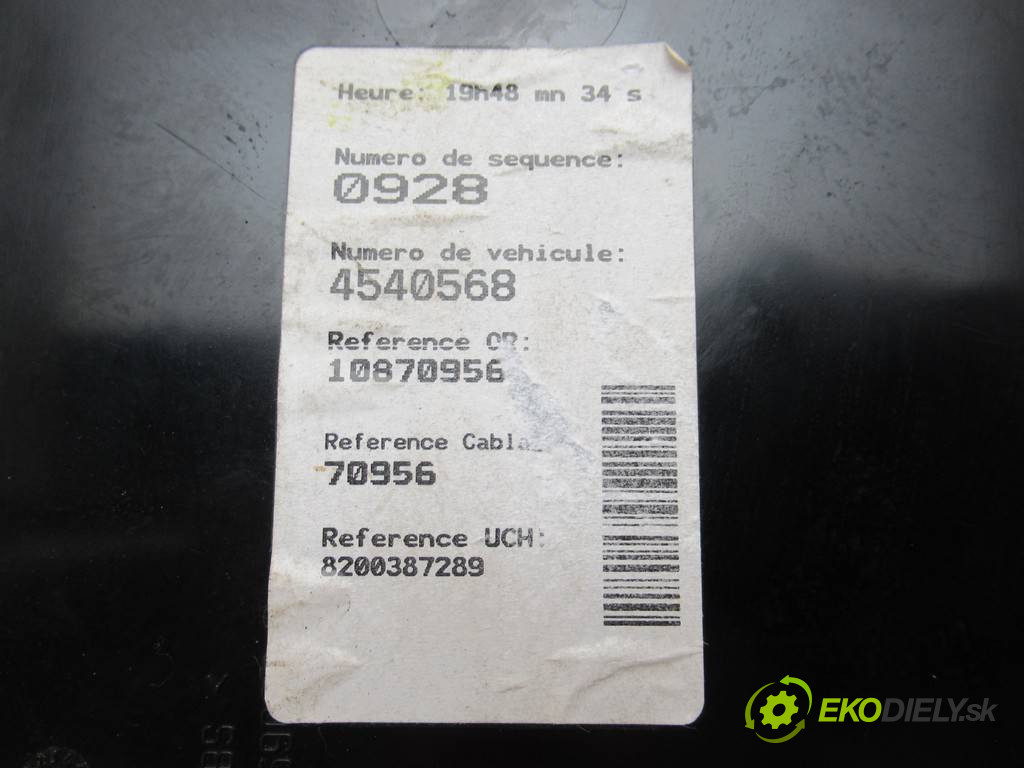 Heure: 19h48 mn 34 s
Numero de sequence:
0928
Numero de vehicule:
4540568
Reference OR:
10870956
Reference
70956
Reference UCH:
8200387289
EKODIELY.sk